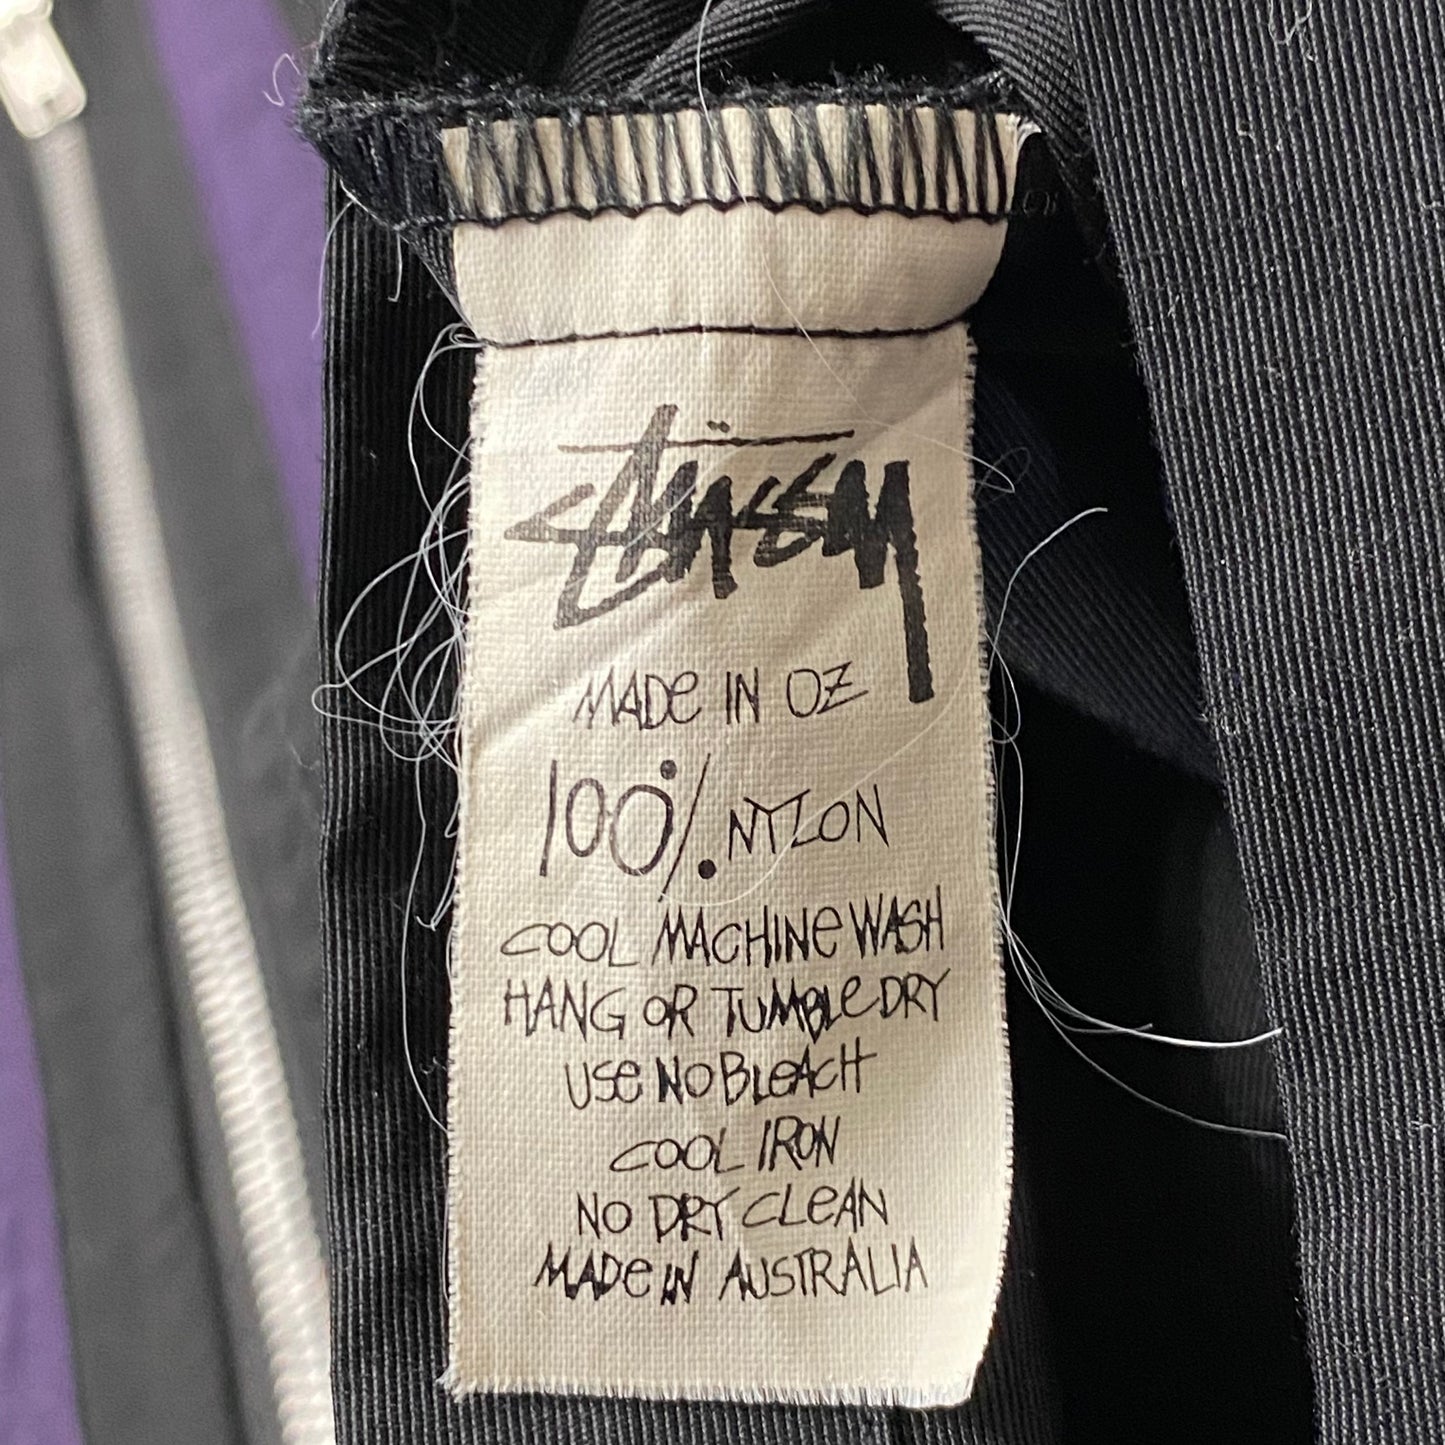 Stüssy
MADe IN OZ
100% NYLON
COOL MACHINe WASH
HANG OR TUMBLe DRY
USe NO BLeACH
COOL IRON
NO DRY CLeAN
MADe IN AUSTRALIA